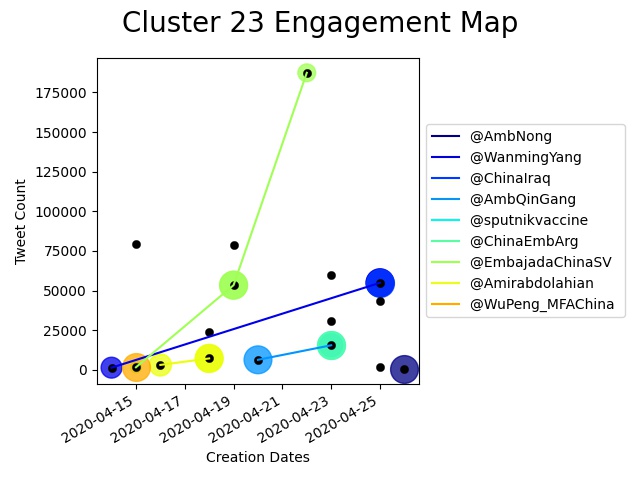 Cluster 23 Engagement Map
175000
150000
125000
100000
75000
50000
25000
0
Tweet Count
2020-04-15
2020-04-17
2020-04-19
2020-04-21
2020-04-23
2020-04-25
Creation Dates
@AmbNong
@WanmingYang
@ChinaIraq
@AmbQinGang
@sputnikvaccine
@ChinaEmbArg
@EmbajadaChinaSV
@Amirabdolahian
@WuPeng_MFAChina